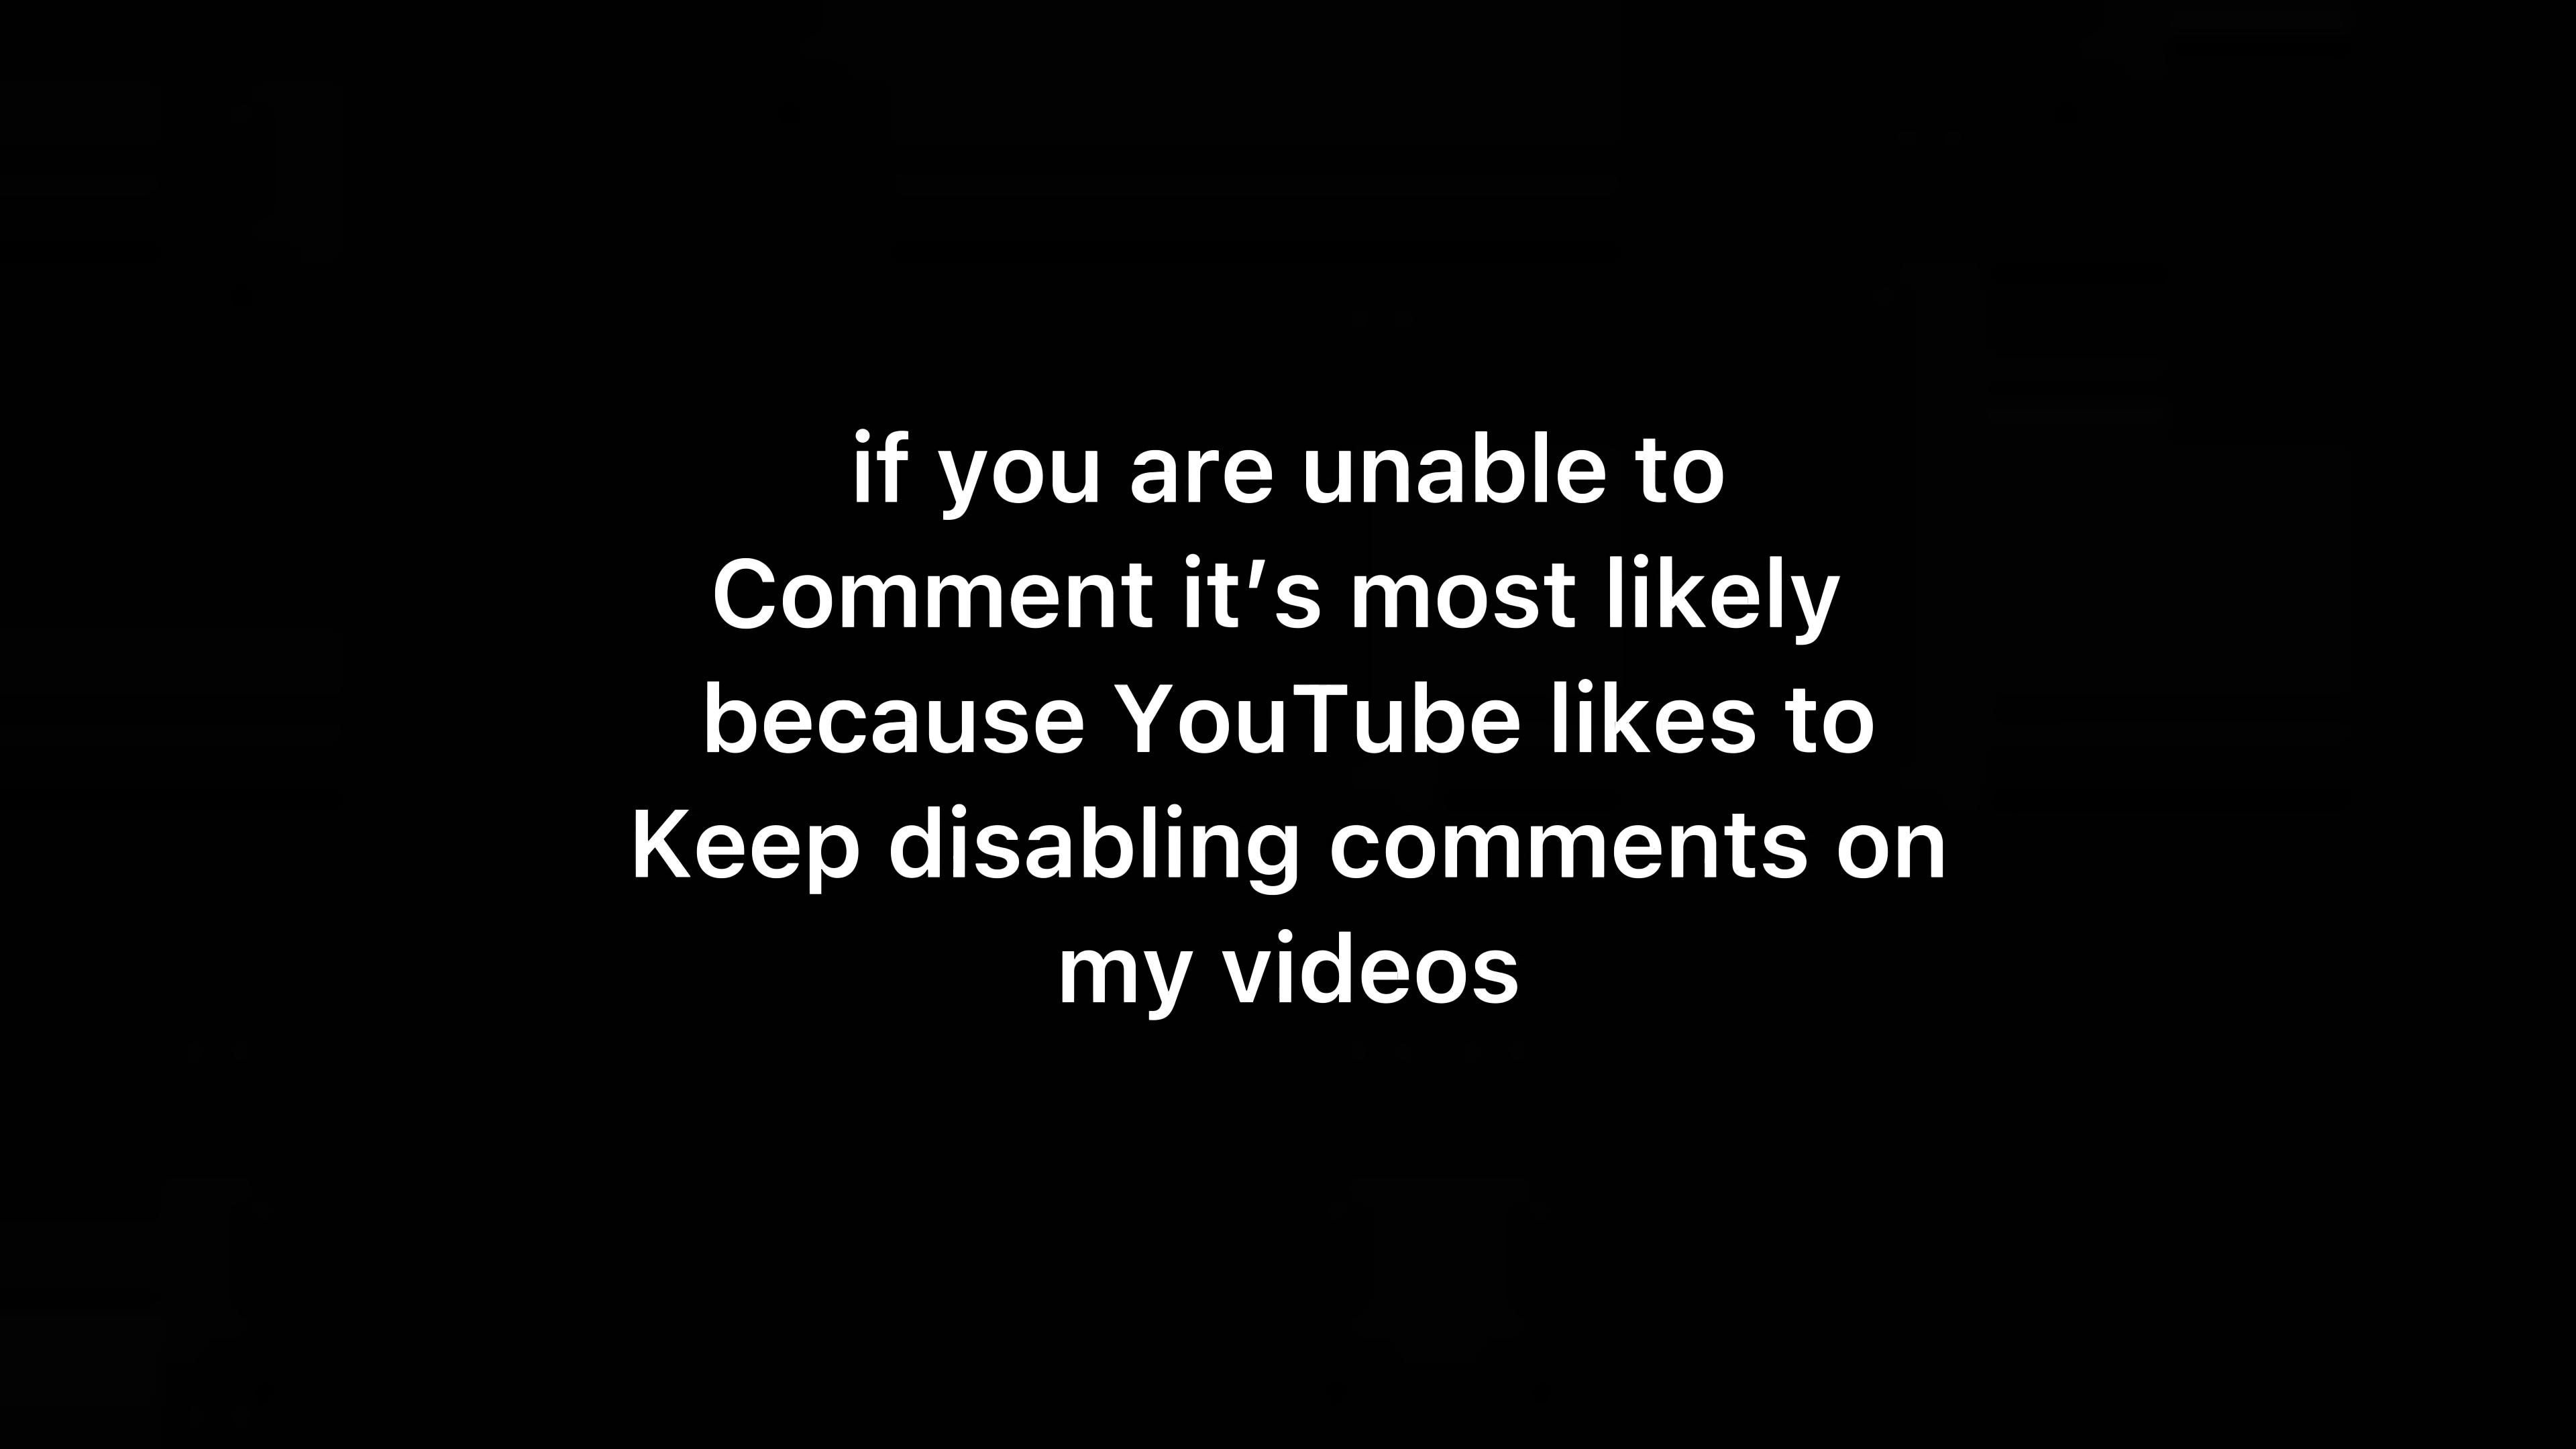 if you are unable to
Comment it’s most likely
because YouTube likes to
Keep disabling comments on
my videos